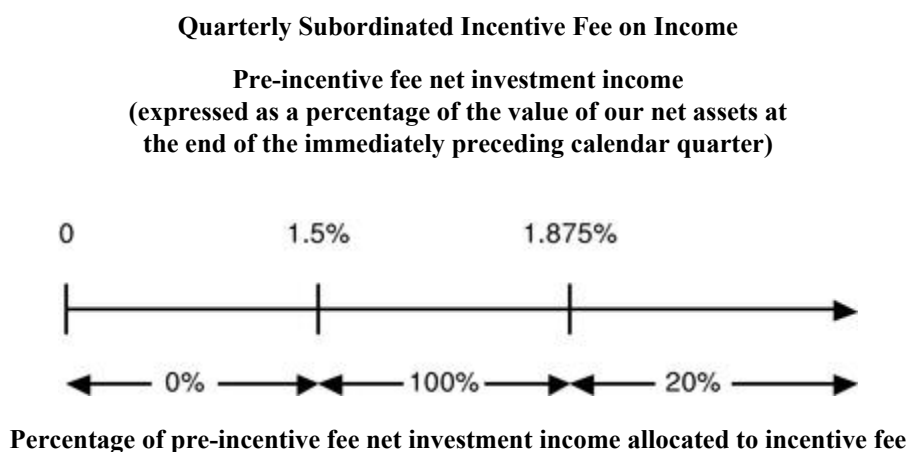 Quarterly Subordinated Incentive Fee on Income
Pre-incentive fee net investment income
(expressed as a percentage of the value of our net assets at
the end of the immediately preceding calendar quarter)
0 1.5% 1.875%
0% 100% 20%
Percentage of pre-incentive fee net investment income allocated to incentive fee